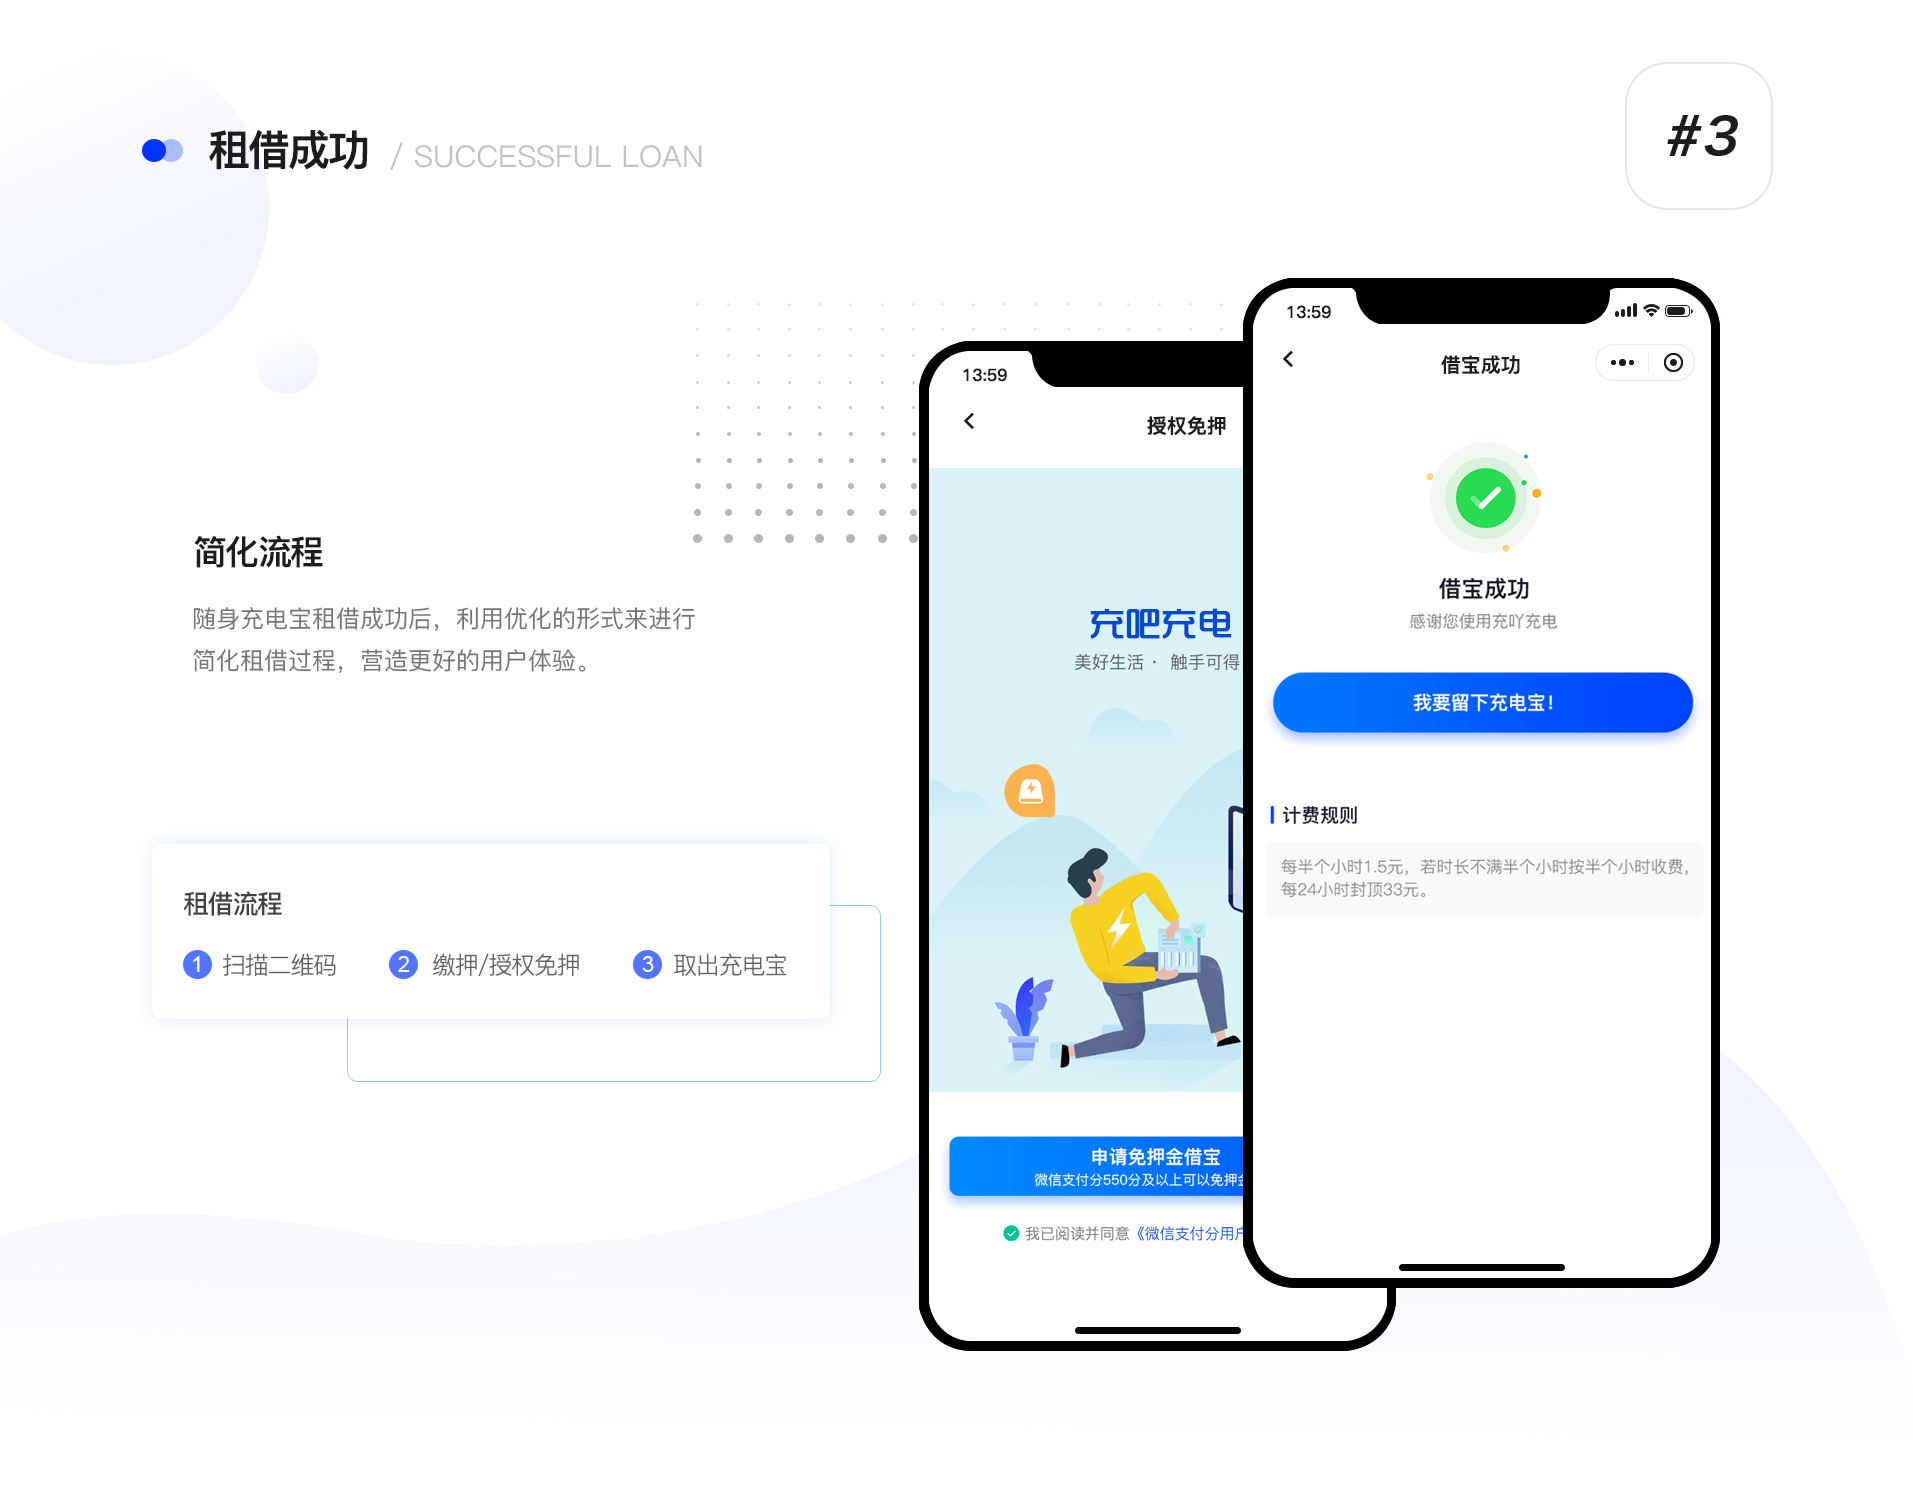 租借成功 / SUCCESSFUL LOAN
#3
简化流程
随身充电宝租借成功后，利用优化的形式来进行
简化租借过程，营造更好的用户体验。
租借流程
1 扫描二维码
2 缴押/授权免押
3 取出充电宝
13:59
授权免押
充吧充电
美好生活 · 触手可得
申请免押金借宝
微信支付分550分及以上可以免押
我已阅读并同意《微信支付分用
13:59
借宝成功
借宝成功
感谢您使用充吖充电
我要留下充电宝！
计费规则
每半个小时1.5元，若时长不满半个小时按半个小时收费，
每24小时封顶33元。